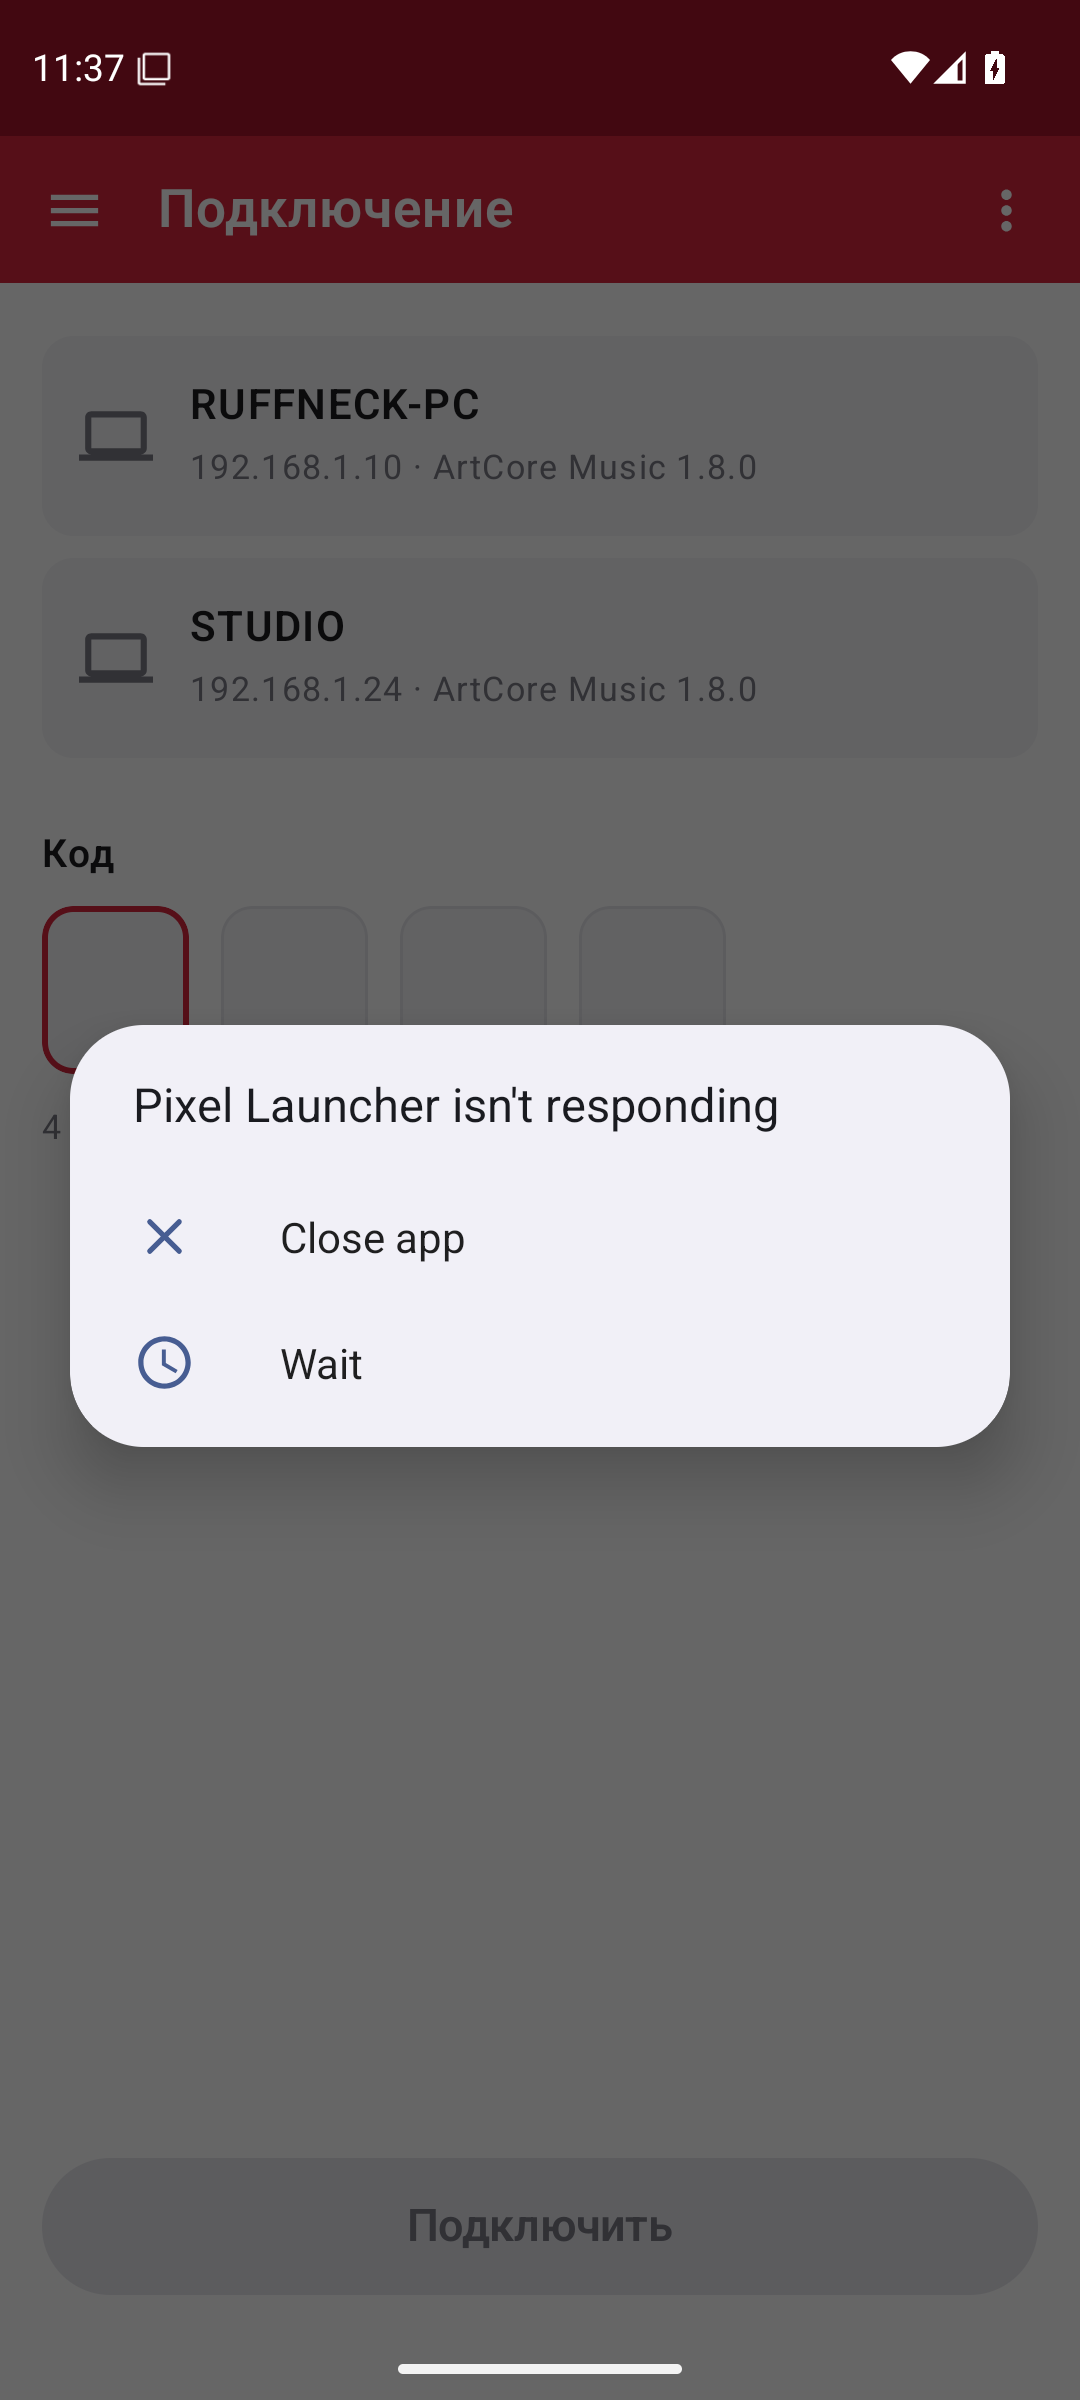 11:37
Подключение
RUFFNECK-PC
192.168.1.10 · ArtCore Music 1.8.0
STUDIO
192.168.1.24 · ArtCore Music 1.8.0
Код
4
Pixel Launcher isn't responding
Close app
Wait
Подключить